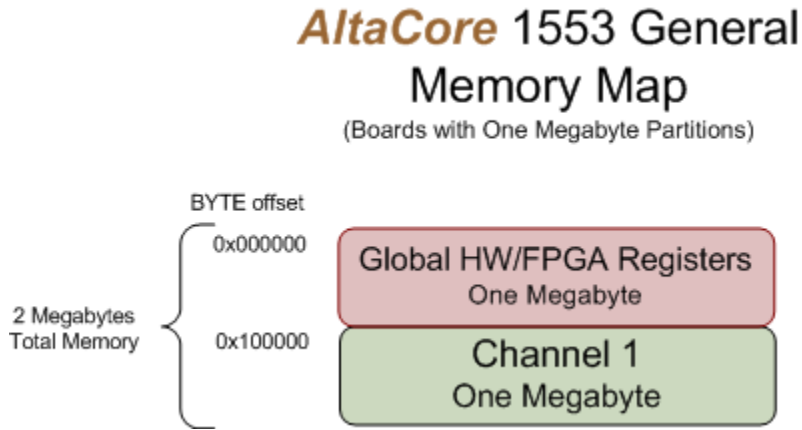 AltaCore 1553 General
Memory Map
(Boards with One Megabyte Partitions)
BYTE offset
0x000000
Global HW/FPGA Registers
One Megabyte
2 Megabytes
Total Memory
0x100000
Channel 1
One Megabyte